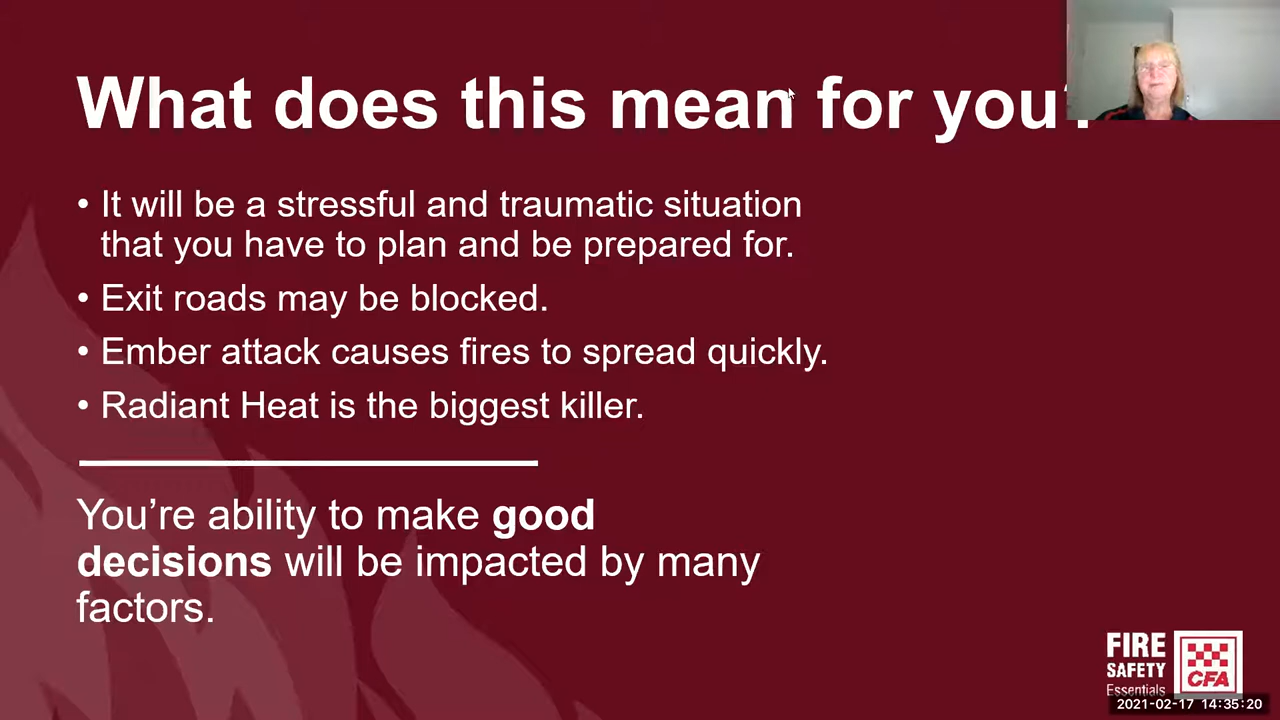 What does this mean for you?
• It will be a stressful and traumatic situation
that you have to plan and be prepared for.
• Exit roads may be blocked.
• Ember attack causes fires to spread quickly.
• Radiant Heat is the biggest killer.
You’re ability to make good
decisions will be impacted by many
factors.
FIRE
SAFETY
Essentials
CFA
2021-02-17 14:35:20